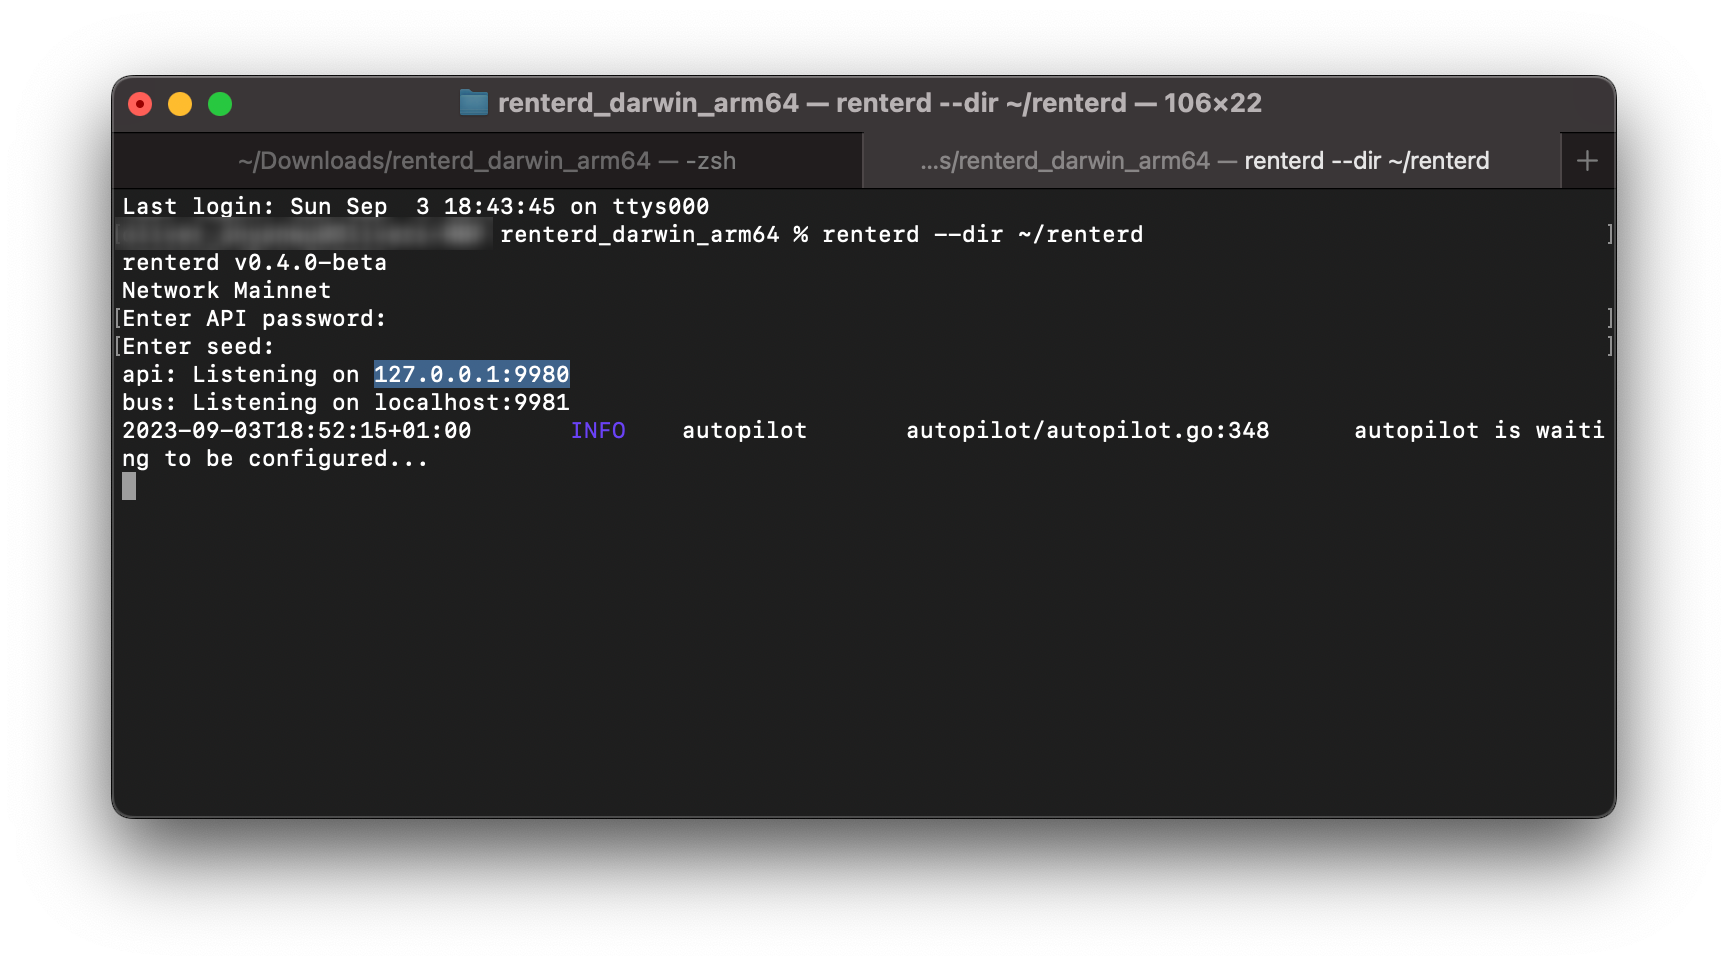 renterd_darwin_arm64 — renterd --dir ~/renterd — 106×22
~/Downloads/renterd_darwin_arm64 — -zsh
...s/renterd_darwin_arm64 — renterd --dir ~/renterd +
Last login: Sun Sep  3 18:43:45 on ttys000
renterd_darwin_arm64 % renterd --dir ~/renterd ]
renterd v0.4.0-beta
Network Mainnet
[Enter API password: ]
[Enter seed: ]
api: Listening on 127.0.0.1:9980
bus: Listening on localhost:9981
2023-09-03T18:52:15+01:00 INFO autopilot autopilot/autopilot.go:348 autopilot is waiti
ng to be configured...